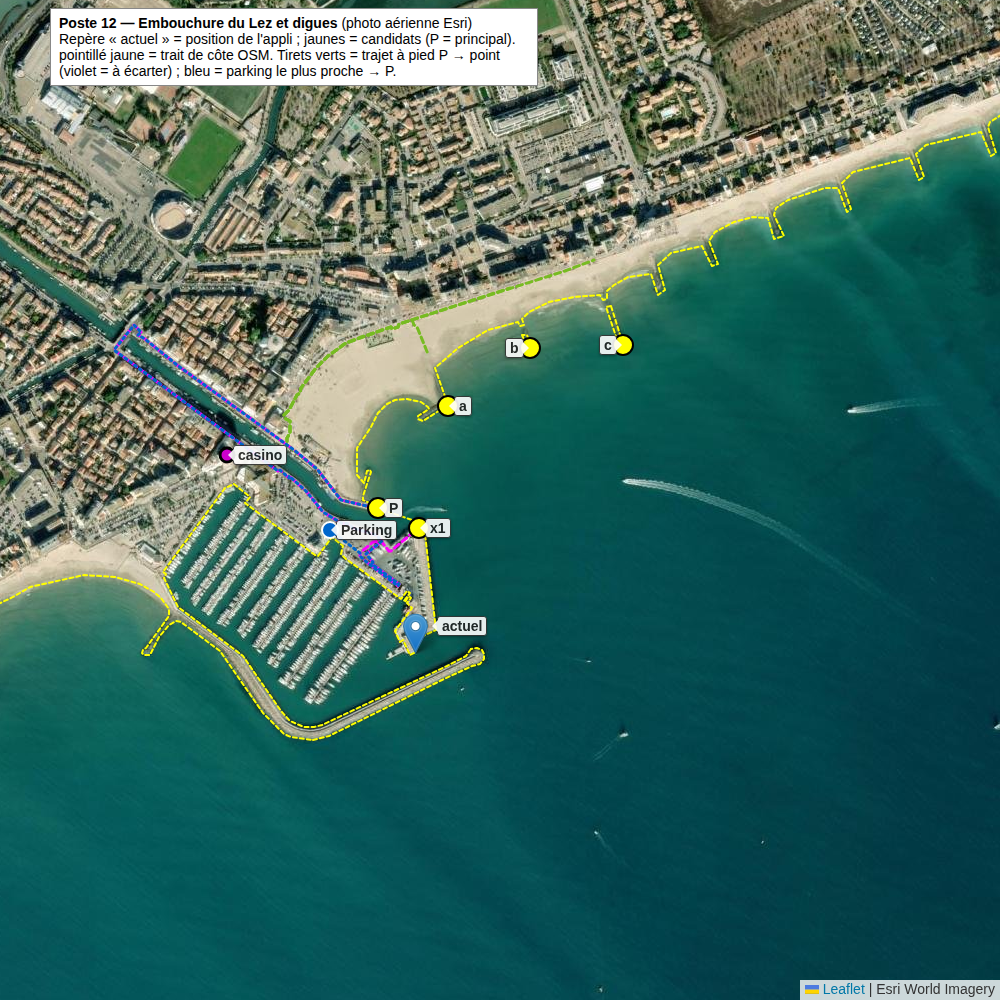 Poste 12 — Embouchure du Lez et digues (photo aérienne Esri)
Repère « actuel » = position de l'appli ; jaunes = candidats (P = principal).
pointillé jaune = trait de côte OSM. Tirets verts = trajet à pied P → point
(violet = à écarter) ; bleu = parking le plus proche → P.
b
c
a
casino
P
x1
Parking
actuel
Leaflet | Esri World Imagery